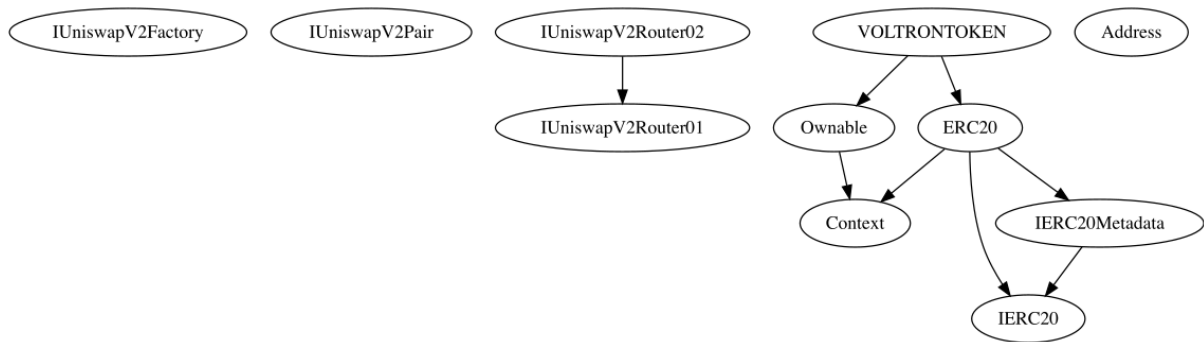 IUniswapV2Factory
IUniswapV2Pair
IUniswapV2Router02
VOLTRONTOKEN
Address
IUniswapV2Router01
Ownable
ERC20
Context
IERC20Metadata
IERC20